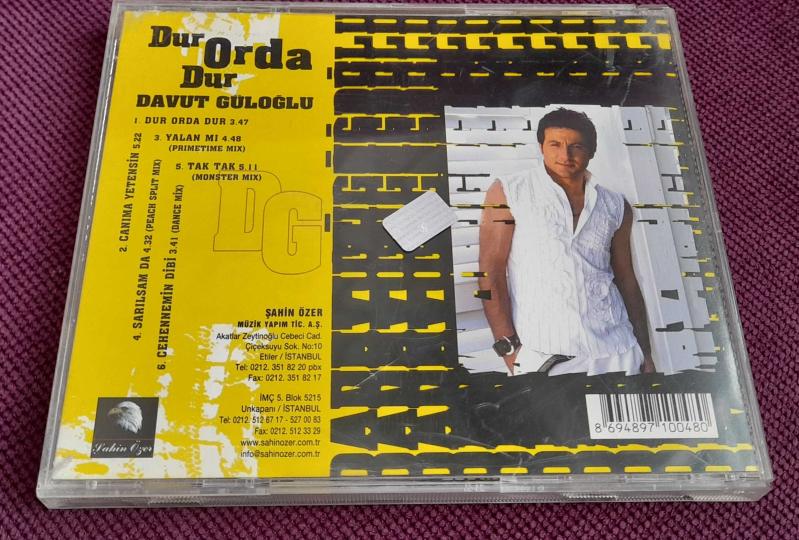 Dur Orda
Dur
DAVUT GÜLOĞLU
1. DUR ORDA DUR 3.47
2. CANIMA YETENSİN 5.22
3. YALAN MI 4.48
(PRIMETIME MIX)
4. SARILSAM DA 4.32 (PEACH SPLIT MIX)
5. TAK TAK 5.11
(MONSTER MIX)
6. CEHENNEMİN DİBİ 3.41 (DANCE MIX)
DG
ŞAHİN ÖZER
MÜZİK YAPIM TİC. A.Ş.
Akatlar Zeytinoğlu Cebeci Cad.
Çiçeksuyu Sok. No:10
Etiler / İSTANBUL
Tel: 0212. 351 82 20 pbx
Fax: 0212. 351 82 17
İMÇ 5. Blok 5215
Unkapanı / İSTANBUL
Tel: 0212. 512 67 17 - 527 00 83
Fax: 0212. 512 33 29
www.sahinozer.com.tr
info@sahinozer.com.tr
Şahin Özer
8 694897 100480